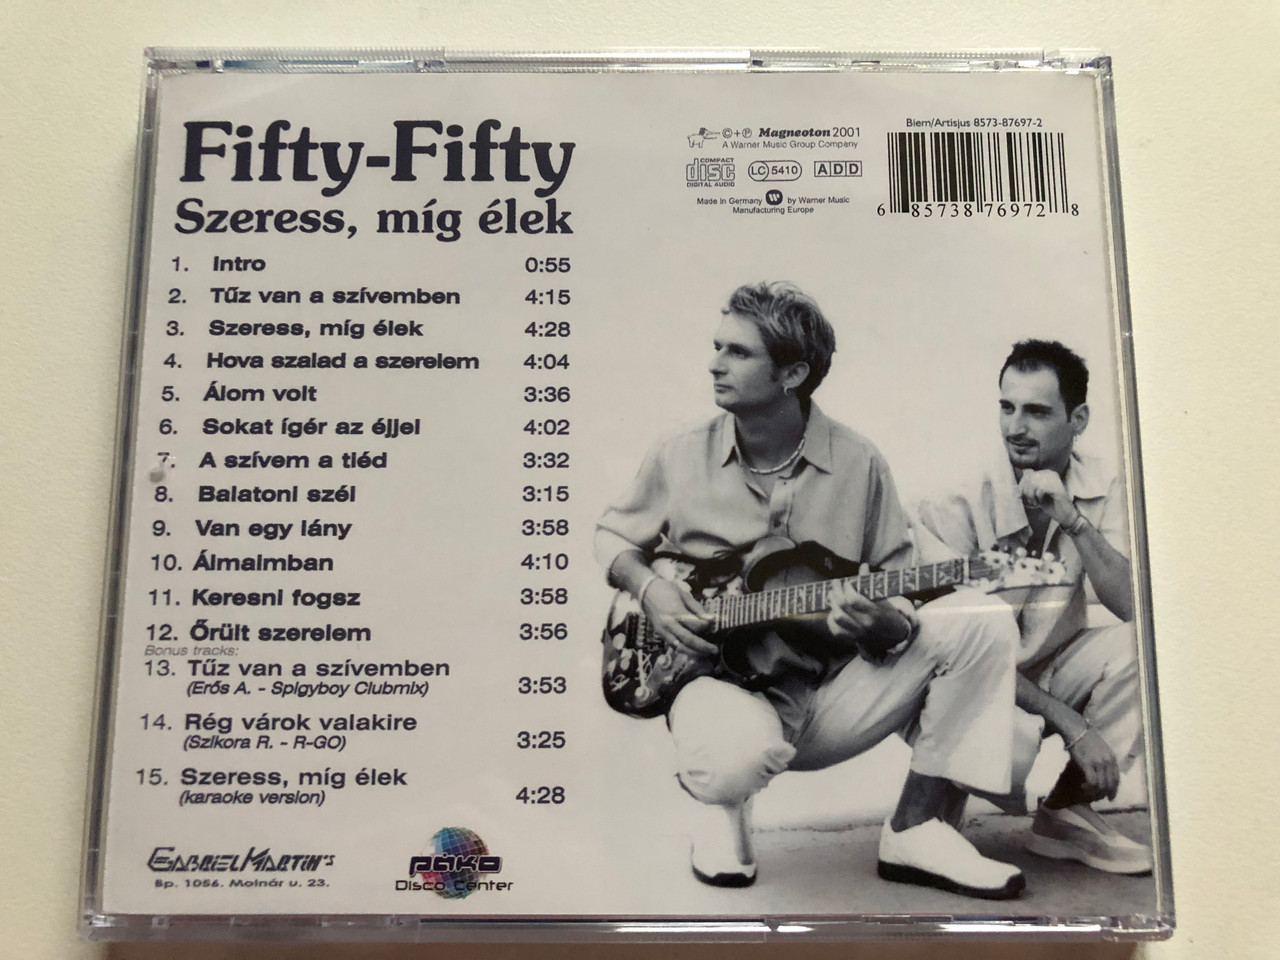 Fifty-Fifty
Szeress, míg élek
1. Intro 0:55
2. Tűz van a szívemben 4:15
3. Szeress, míg élek 4:28
4. Hova szalad a szerelem 4:04
5. Álom volt 3:36
6. Sokat ígér az éjjel 4:02
7. A szívem a tiéd 3:32
8. Balatoni szél 3:15
9. Van egy lány 3:58
10. Álmaimban 4:10
11. Keresni fogsz 3:58
12. Őrült szerelem 3:56
Bonus tracks:
13. Tűz van a szívemben
(Erős A. - Spigyboy Clubmix) 3:53
14. Rég várok valakire
(Szikora R. - R-GO) 3:25
15. Szeress, míg élek
(karaoke version) 4:28
GABRIEL MARTIN'S
Bp. 1056. Molnár u. 23.
páko
Disco Center
©+℗ Magneoton 2001
A Warner Music Group Company
COMPACT
disc
DIGITAL AUDIO
LC 5410
ADD
Made in Germany by Warner Music
Manufacturing Europe
Biem/Artisjus 8573-87697-2
6 85738 76972 8